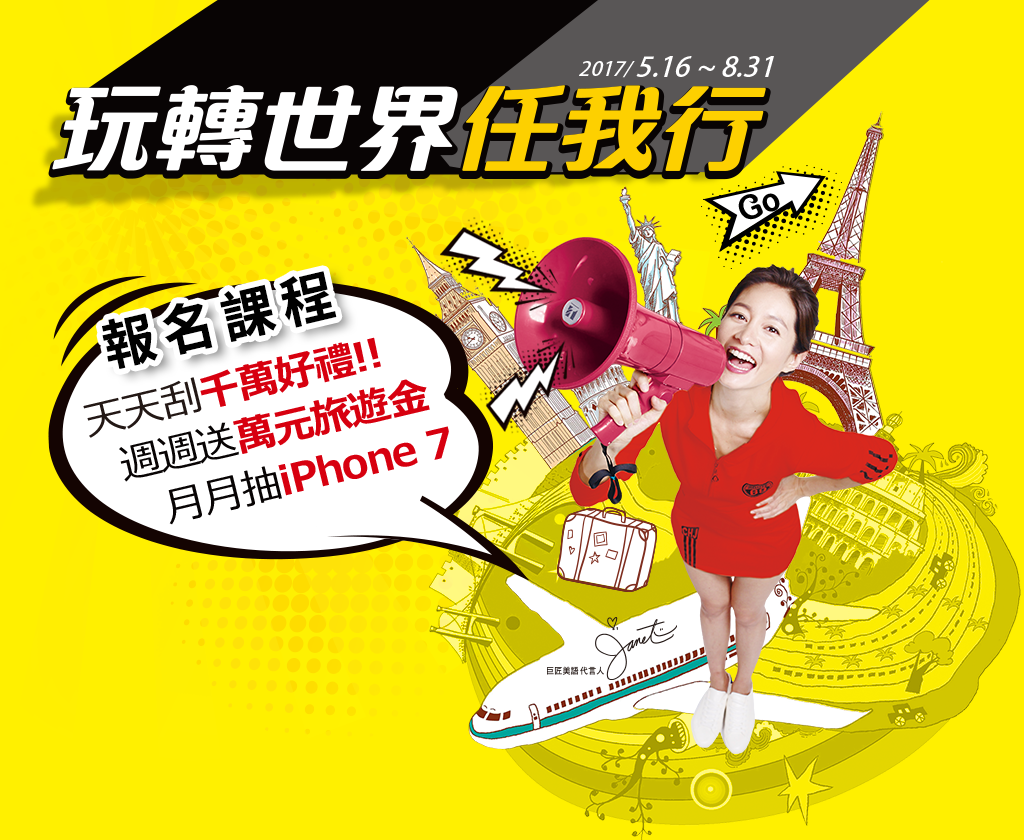 2017/ 5.16 ~ 8.31
玩轉世界任我行
Go
報名課程
天天刮千萬好禮!!
週週送萬元旅遊金
月月抽iPhone 7
Janet
巨匠美語 代言人